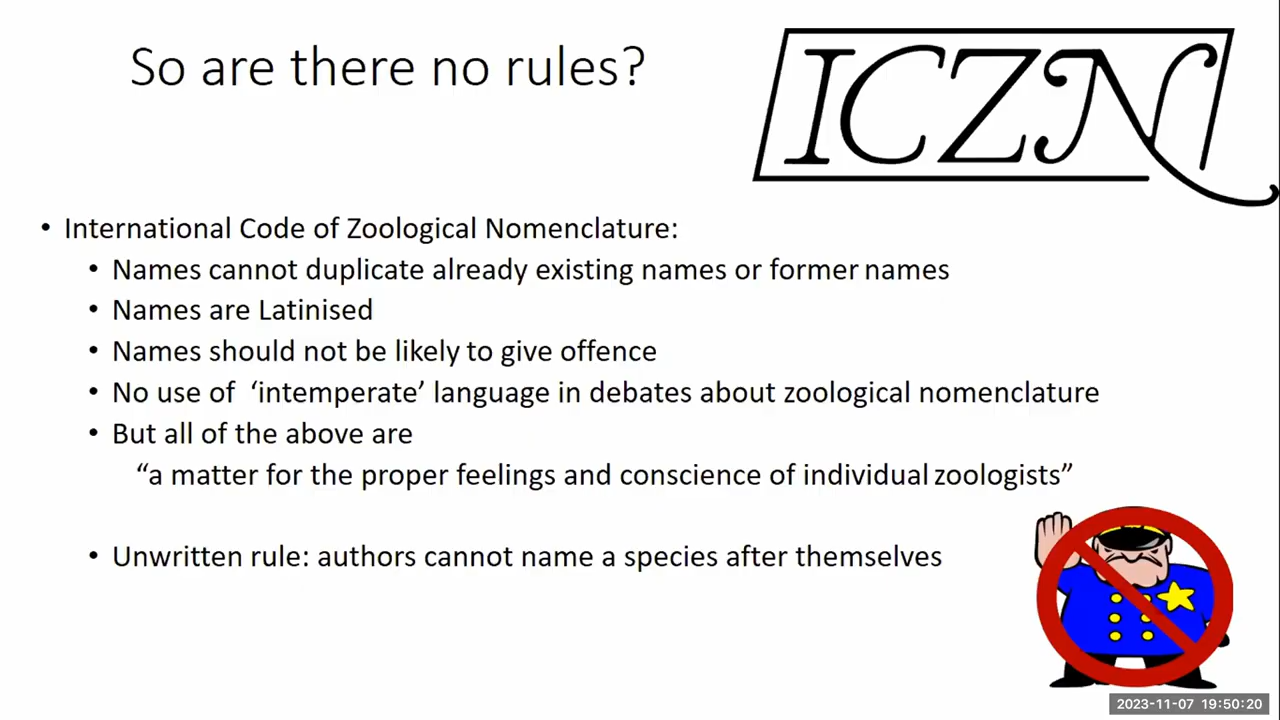 So are there no rules?
ICZN
• International Code of Zoological Nomenclature:
• Names cannot duplicate already existing names or former names
• Names are Latinised
• Names should not be likely to give offence
• No use of ‘intemperate’ language in debates about zoological nomenclature
• But all of the above are
“a matter for the proper feelings and conscience of individual zoologists”
• Unwritten rule: authors cannot name a species after themselves
2023-11-07 19:50:20